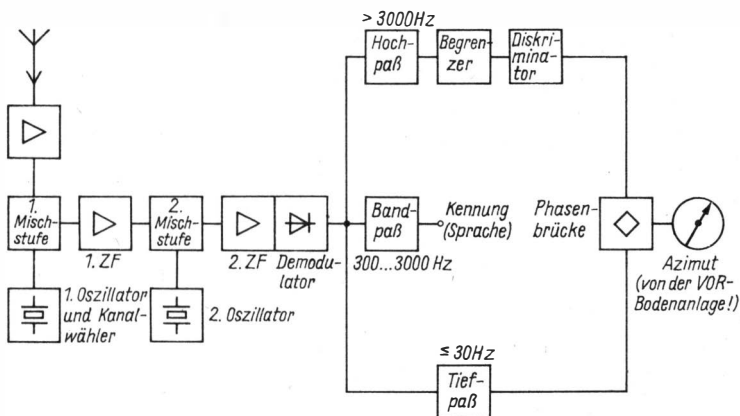 > 3000Hz
Hoch-
paß
Begren-
zer
Diskri-
minator
1.
Misch-
stufe
1. ZF
2.
Misch-
stufe
2. ZF
Demodu-
lator
Band-
paß
300...3000 Hz
Kennung
(Sprache)
Phasen-
brücke
Azimut
(von der VOR-
Bodenanlage!)
1. Oszillator
und Kanal-
wähler
2. Oszillator
≤ 30Hz
Tief-
paß